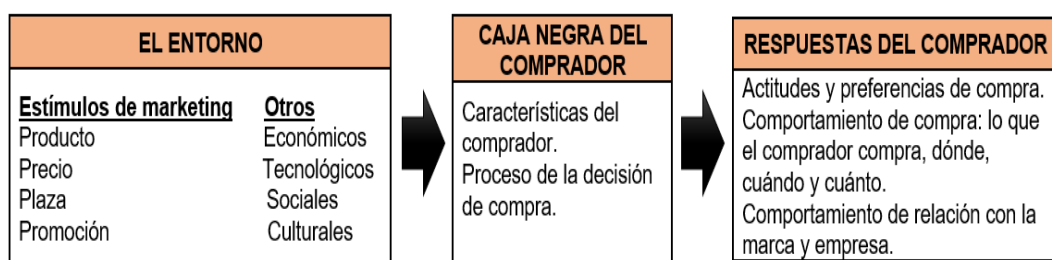 EL ENTORNO
Estímulos de marketing Otros
Producto Económicos
Precio Tecnológicos
Plaza Sociales
Promoción Culturales
CAJA NEGRA DEL
COMPRADOR
Características del
comprador.
Proceso de la decisión
de compra.
RESPUESTAS DEL COMPRADOR
Actitudes y preferencias de compra.
Comportamiento de compra: lo que
el comprador compra, dónde,
cuándo y cuánto.
Comportamiento de relación con la
marca y empresa.